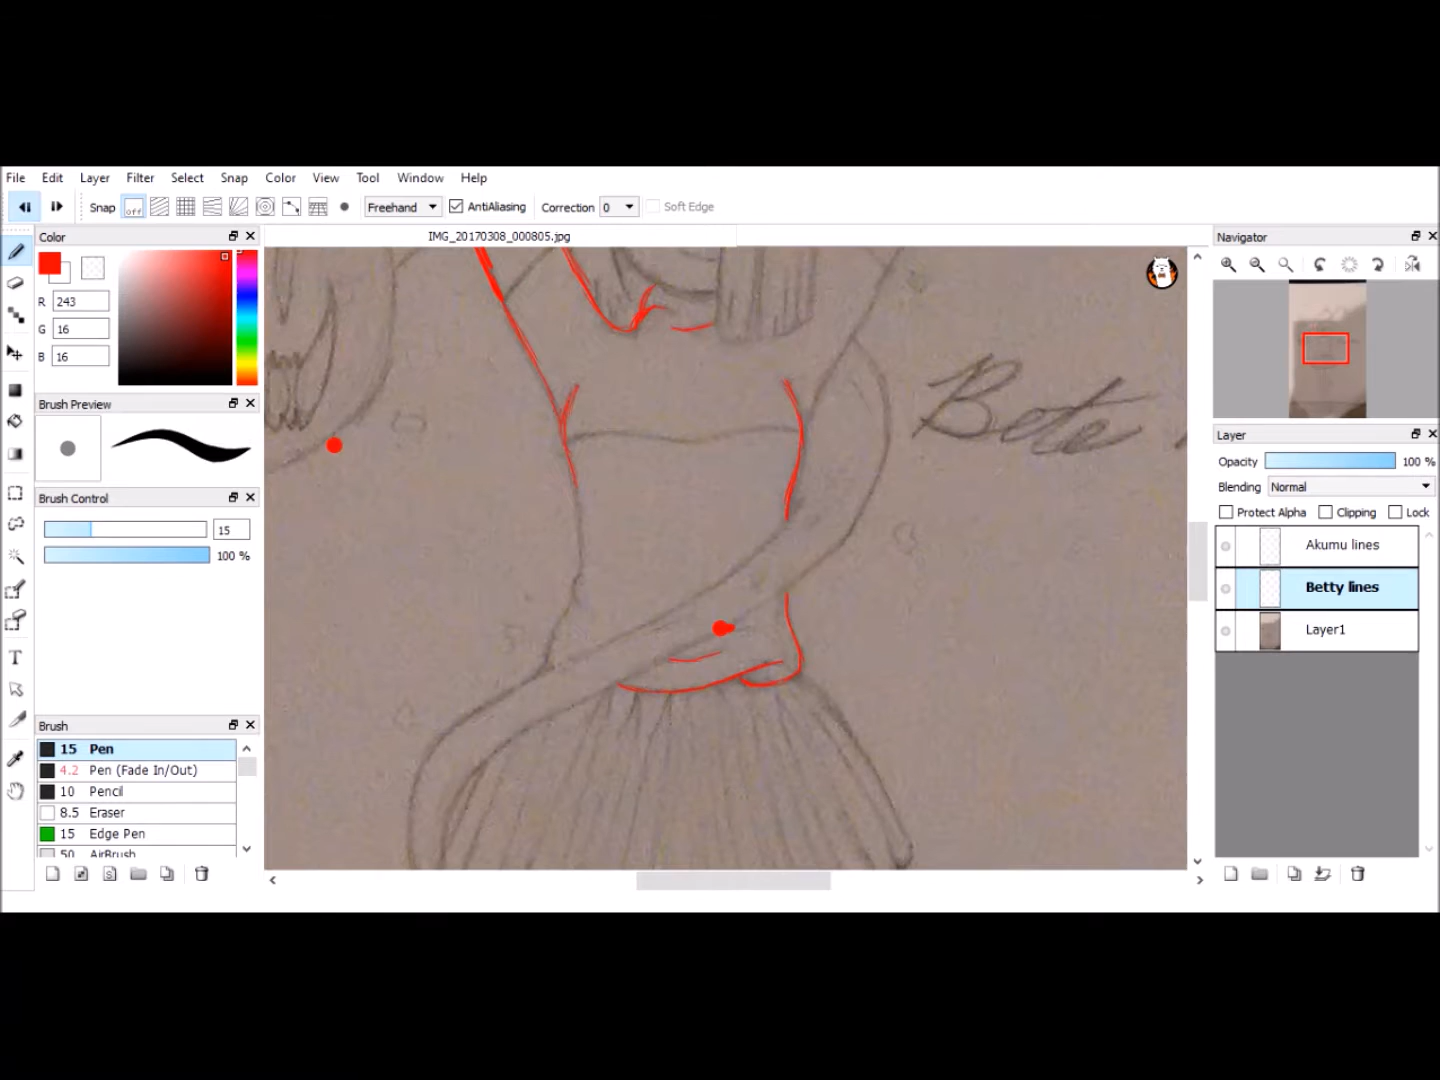 File Edit Layer Filter Select Snap Color View Tool Window Help
Snap off Freehand AntiAliasing Correction 0 Soft Edge
Color
IMG_20170308_000805.jpg
Navigator
R 243
G 16
B 16
Brush Preview
Brush Control
15
100 %
Brush
15 Pen
4.2 Pen (Fade In/Out)
10 Pencil
8.5 Eraser
15 Edge Pen
50 AirBrush
Layer
Opacity 100 %
Blending Normal
Protect Alpha Clipping Lock
Akumu lines
Betty lines
Layer1